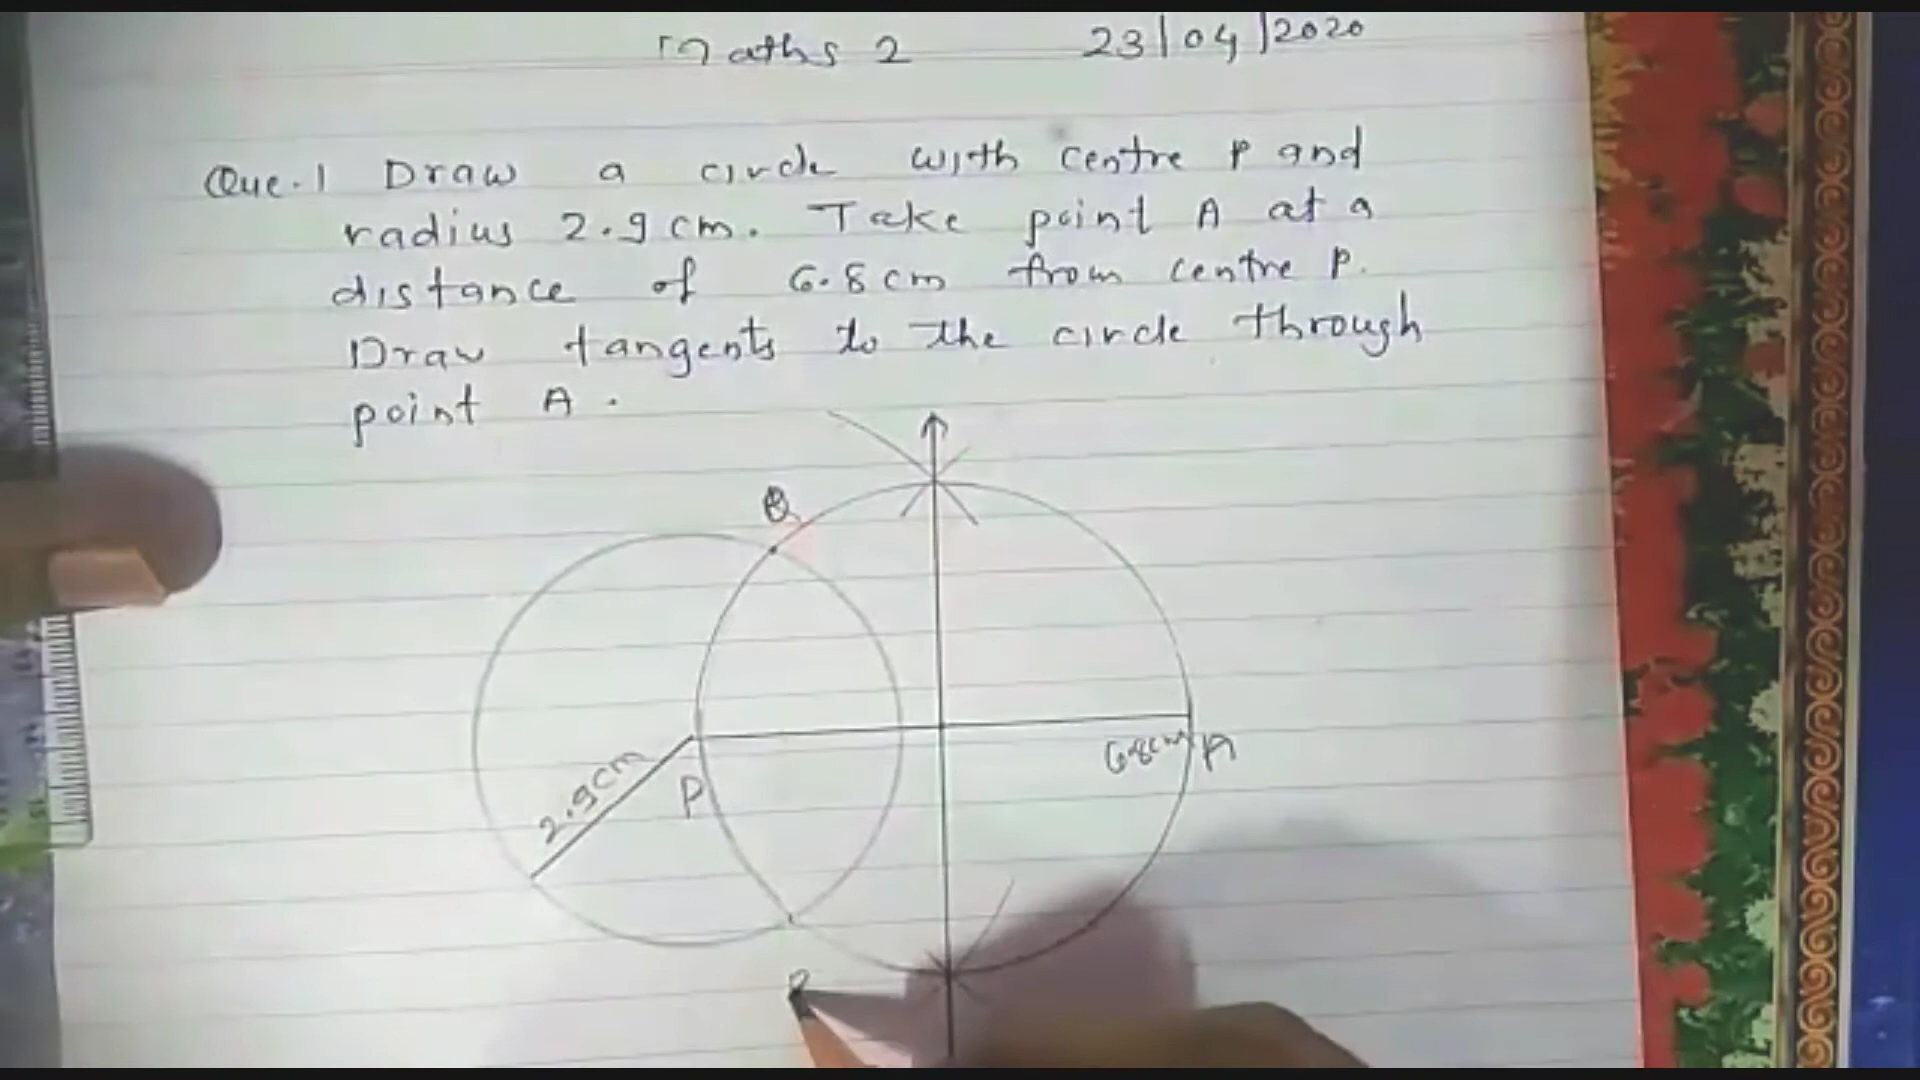 Maths 2 23/04/2020
Que.1 Draw a circle with centre P and
radius 2.9 cm. Take point A at a
distance of 6.8 cm from centre P.
Draw tangents to the circle through
point A.
2.9cm
P
6.8cm A